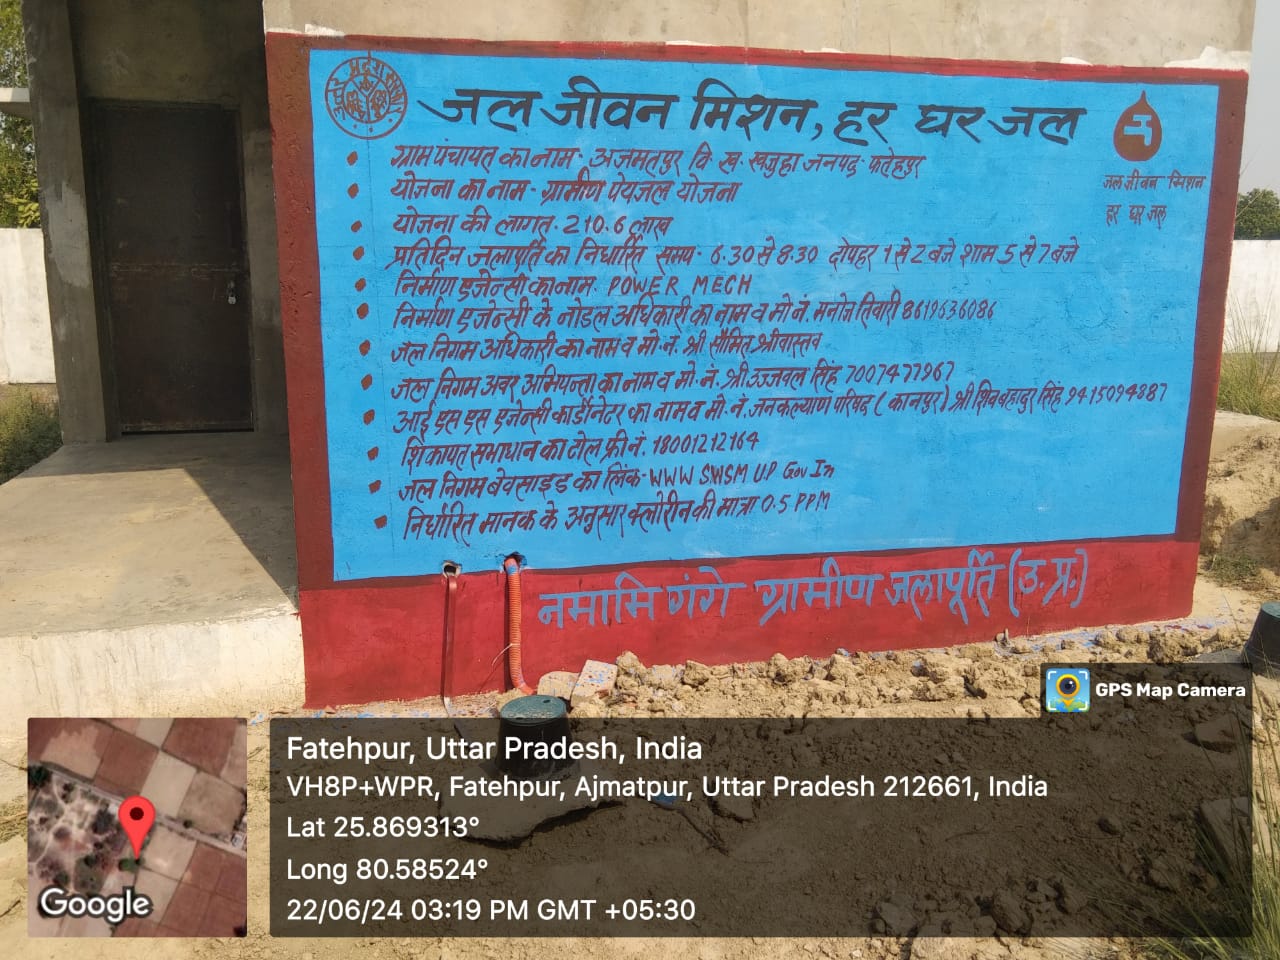 जल जीवन मिशन, हर घर जल
ग्राम पंचायत का नाम- अजमतपुर वि. ख. खजुहा जनपद- फतेहपुर
योजना का नाम- ग्रामीण पेयजल योजना
योजना की लागत- 210.6 लाख
प्रतिदिन जलापूर्ति का निर्धारित समय- 6.30 से 8.30 दोपहर 1 से 2 बजे शाम 5 से 7 बजे
निर्माण एजेन्सी का नाम- POWER MECH
निर्माण एजेन्सी के नोडल अधिकारी का नाम व मो. नं. मनोज तिवारी 8619636086
जल निगम अधिकारी का नाम व मो. नं. श्री सौमित श्रीवास्तव
जल निगम अवर अभियन्ता का नाम व मो. नं. श्री उज्जवल सिंह 7007477967
आई एस एस एजेन्सी कार्डीनेटर का नाम व मो. नं. जनकल्याण परिषद (कानपुर) श्री शिव बहादुर सिंह 9415094887
शिकायत समाधान का टोल फ्री नं. 18001212164
जल निगम बेवसाइड का लिंक- WWW SWSM UP Gov In
निर्धारित मानक के अनुसार क्लोरीन की मात्रा 0.5 PPM
जल जीवन मिशन
हर घर जल
नमामि गंगे ग्रामीण जलापूर्ति (उ. प्र.)
GPS Map Camera
Fatehpur, Uttar Pradesh, India
VH8P+WPR, Fatehpur, Ajmatpur, Uttar Pradesh 212661, India
Lat 25.869313°
Long 80.58524°
22/06/24 03:19 PM GMT +05:30
Google